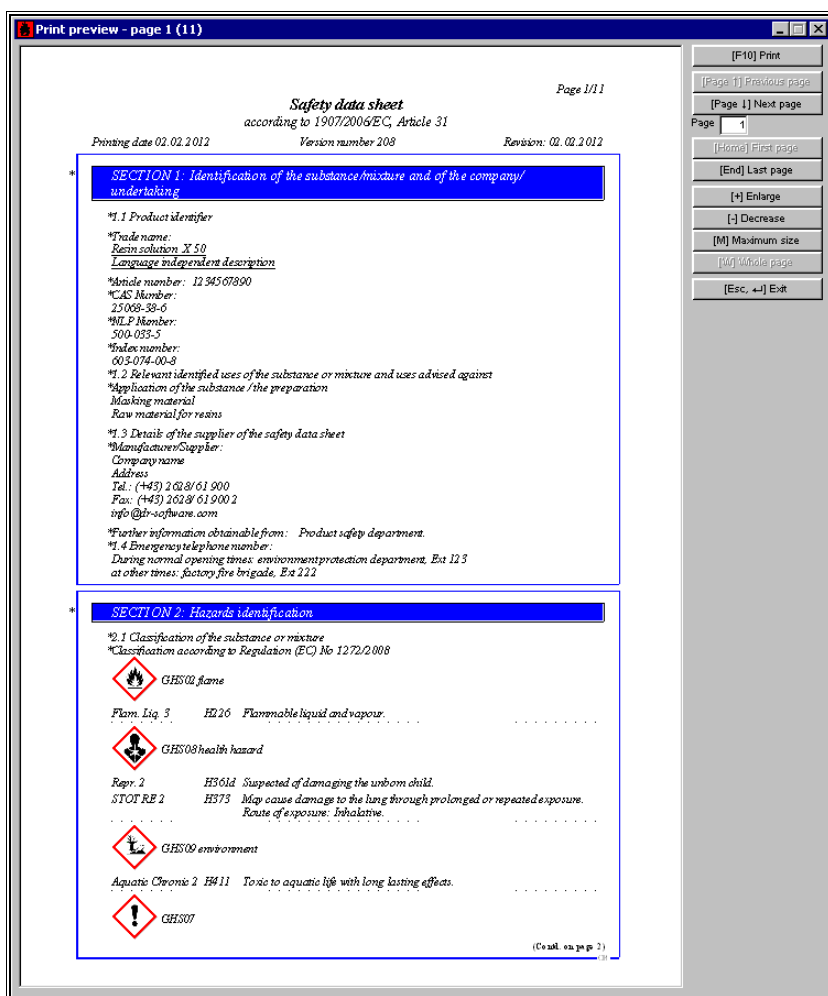 Print preview - page 1 (11)
[F10] Print
[Page ↑] Previous page
[Page ↓] Next page
Page 1
[Home] First page
[End] Last page
[+] Enlarge
[-] Decrease
[M] Maximum size
[W] Whole page
[Esc, ↵] Exit
Page 1/11
Safety data sheet
according to 1907/2006/EC, Article 31
Printing date 02.02.2012 Version number 208 Revision: 02.02.2012
* SECTION 1: Identification of the substance/mixture and of the company/
undertaking
*1.1 Product identifier
*Trade name:
Resin solution X 50
Language independent description
*Article number: 1234567890
*CAS Number:
25068-38-6
*NLP Number:
500-033-5
*Index number:
603-074-00-8
*1.2 Relevant identified uses of the substance or mixture and uses advised against
*Application of the substance / the preparation
Masking material
Raw material for resins
*1.3 Details of the supplier of the safety data sheet
*Manufacturer/Supplier:
Company name
Address
Tel.: (+43) 2628/ 61 900
Fax: (+43) 2628/ 61 900 2
info@dr-software.com
*Further information obtainable from: Product safety department.
*1.4 Emergency telephone number:
During normal opening times: environment protection department, Ext 123
at other times: factory fire brigade, Ext 222
* SECTION 2: Hazards identification
*2.1 Classification of the substance or mixture
*Classification according to Regulation (EC) No 1272/2008
GHS02 flame
Flam. Liq. 3 H226 Flammable liquid and vapour.
GHS08 health hazard
Repr. 2 H361d Suspected of damaging the unborn child.
STOT RE 2 H373 May cause damage to the lung through prolonged or repeated exposure.
Route of exposure: Inhalative.
GHS09 environment
Aquatic Chronic 2 H411 Toxic to aquatic life with long lasting effects.
GHS07
(Contd. on page 2)